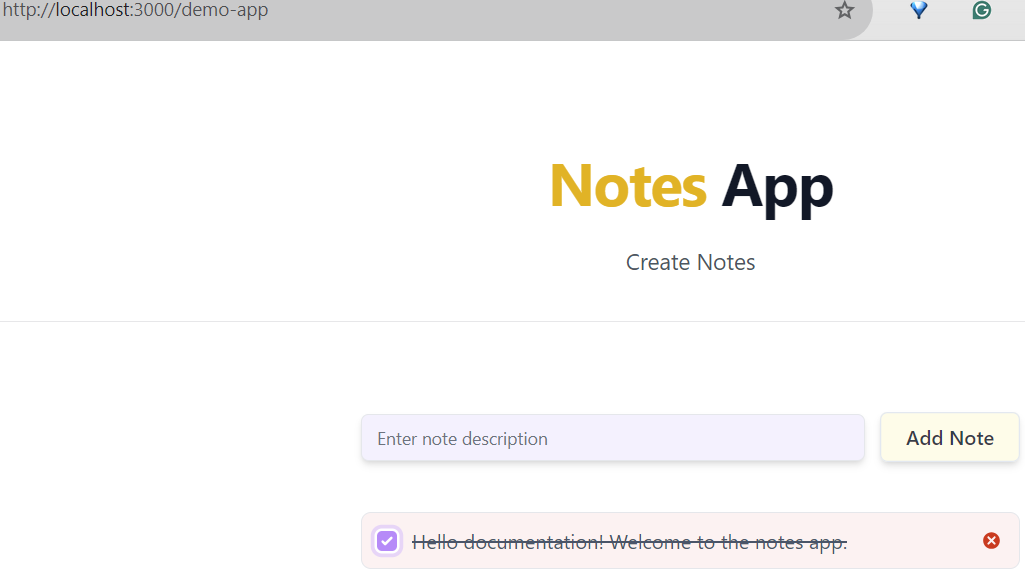 http://localhost:3000/demo-app
Notes App
Create Notes
Enter note description
Add Note
Hello documentation! Welcome to the notes app.